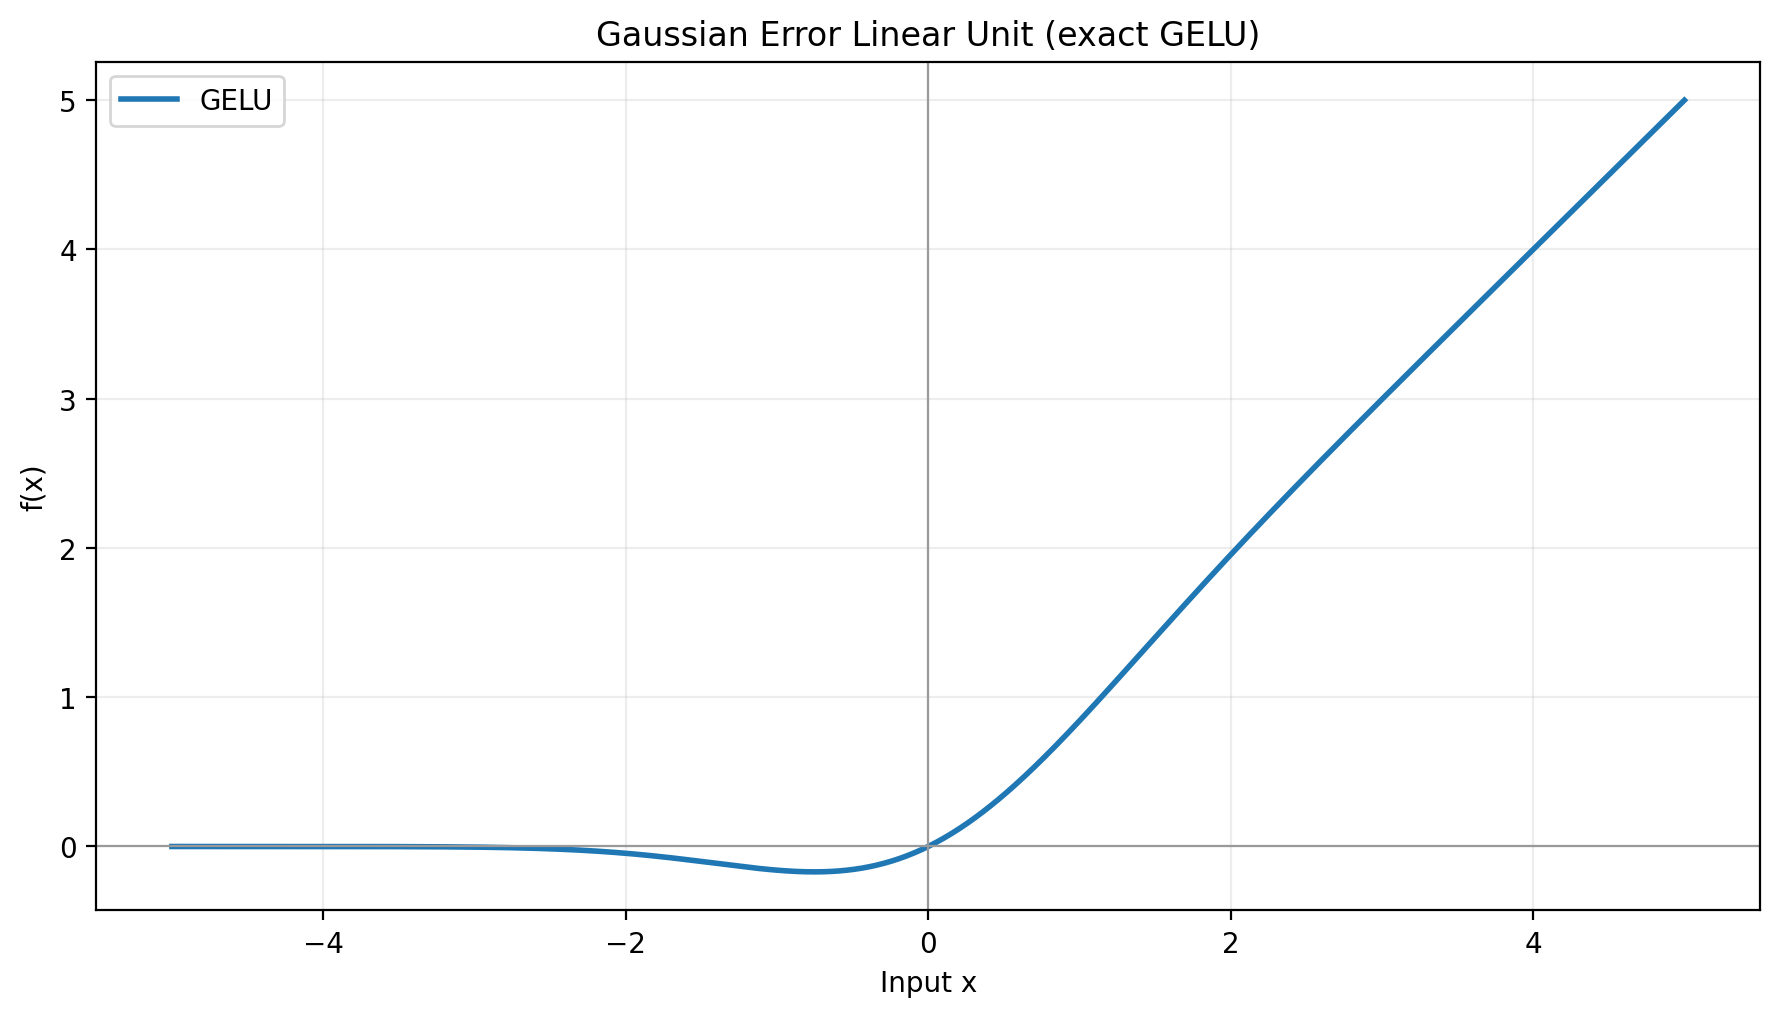 Gaussian Error Linear Unit (exact GELU)
GELU
5
4
3
2
1
0
f(x)
−4 −2 0 2 4
Input x